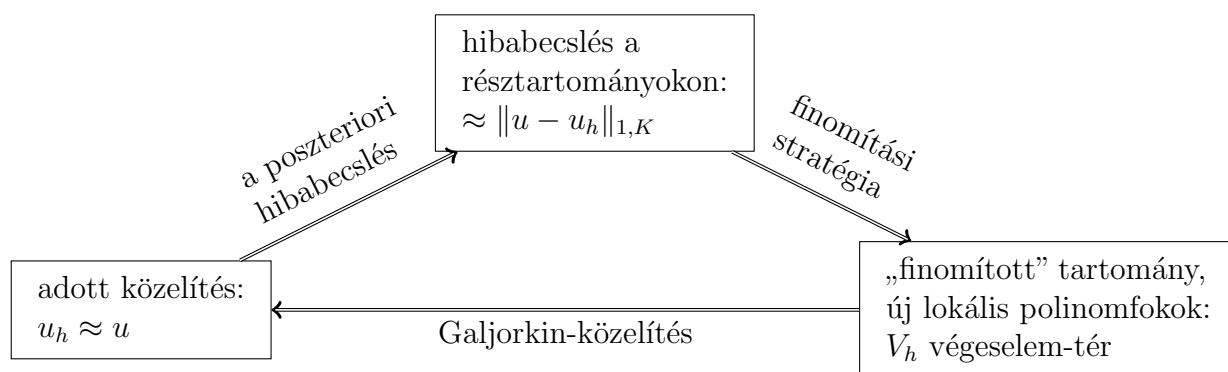 hibabecslés a
résztartományokon:
≈ ‖u − u_h‖_{1,K}
a poszteriori
hibabecslés
finomítási
stratégia
adott közelítés:
u_h ≈ u
Galjorkin-közelítés
„finomított” tartomány,
új lokális polinomfokok:
V_h végeselem-tér